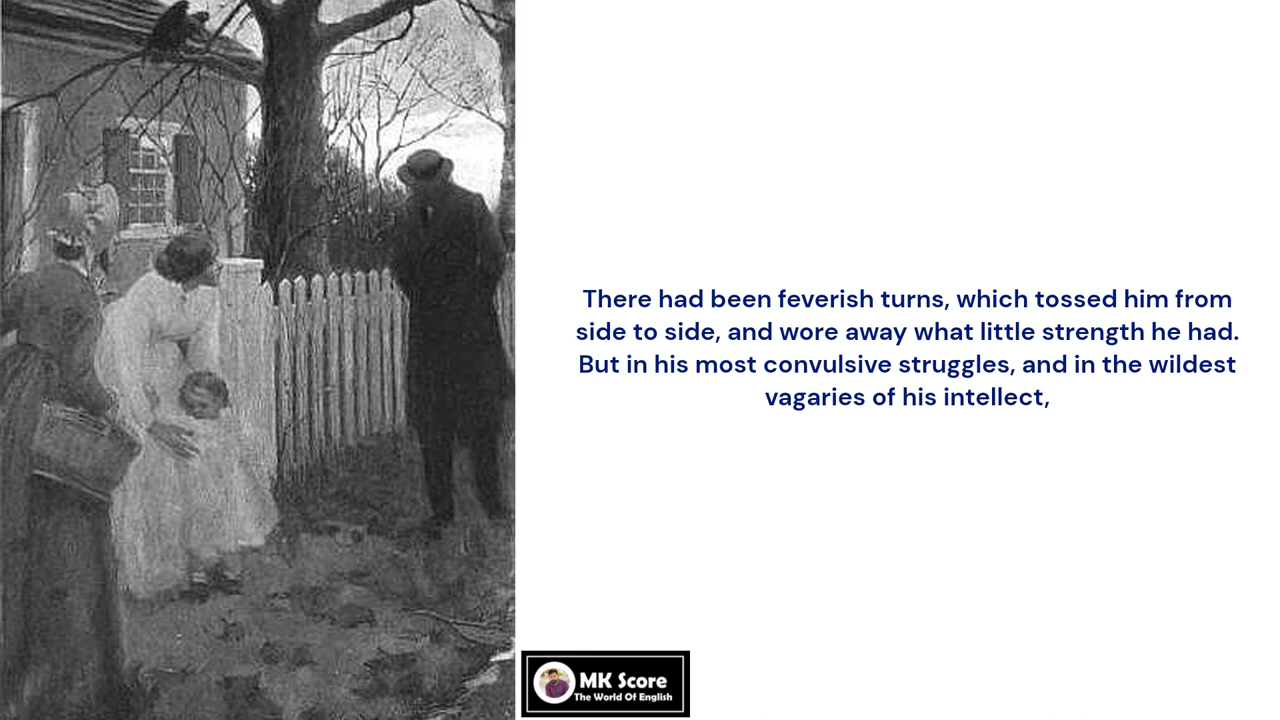 There had been feverish turns, which tossed him from
side to side, and wore away what little strength he had.
But in his most convulsive struggles, and in the wildest
vagaries of his intellect,
MK Score
The World Of English